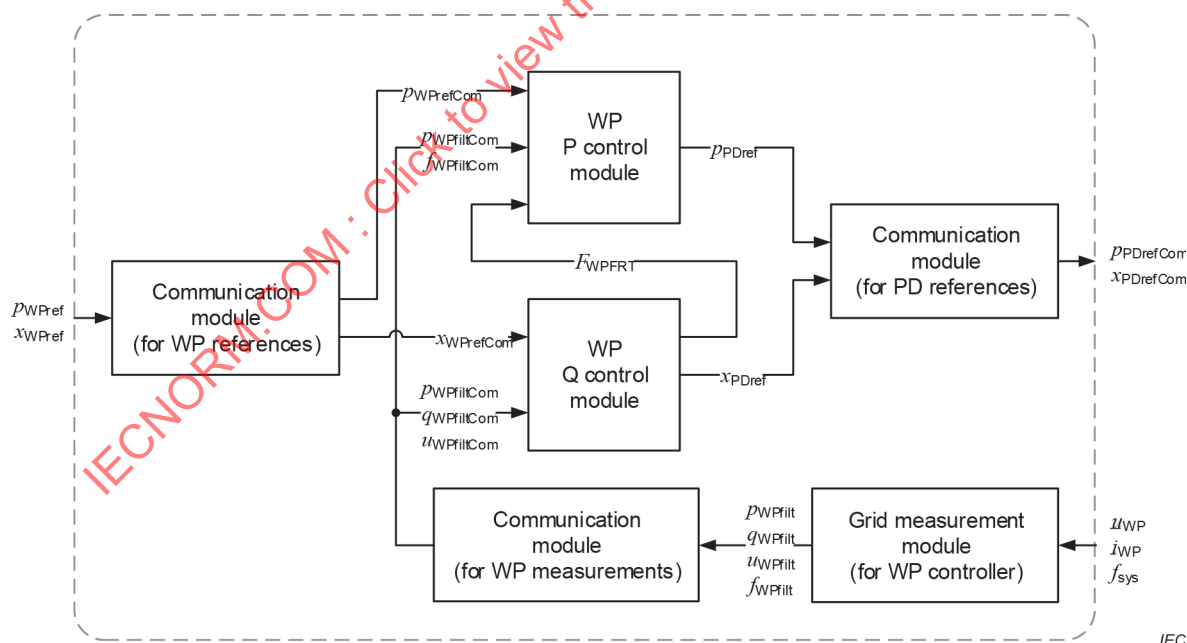 IECNORM.COM : Click to view th
p_WPrefCom
p_WPfiltCom
f_WPfiltCom
WP
P control
module
p_PDref
F_WPFRT
Communication
module
(for PD references)
p_PDrefCom
x_PDrefCom
p_WPref
x_WPref
Communication
module
(for WP references)
x_WPrefCom
p_WPfiltCom
q_WPfiltCom
u_WPfiltCom
WP
Q control
module
x_PDref
Communication
module
(for WP measurements)
p_WPfilt
q_WPfilt
u_WPfilt
f_WPfilt
Grid measurement
module
(for WP controller)
u_WP
i_WP
f_sys
IEC